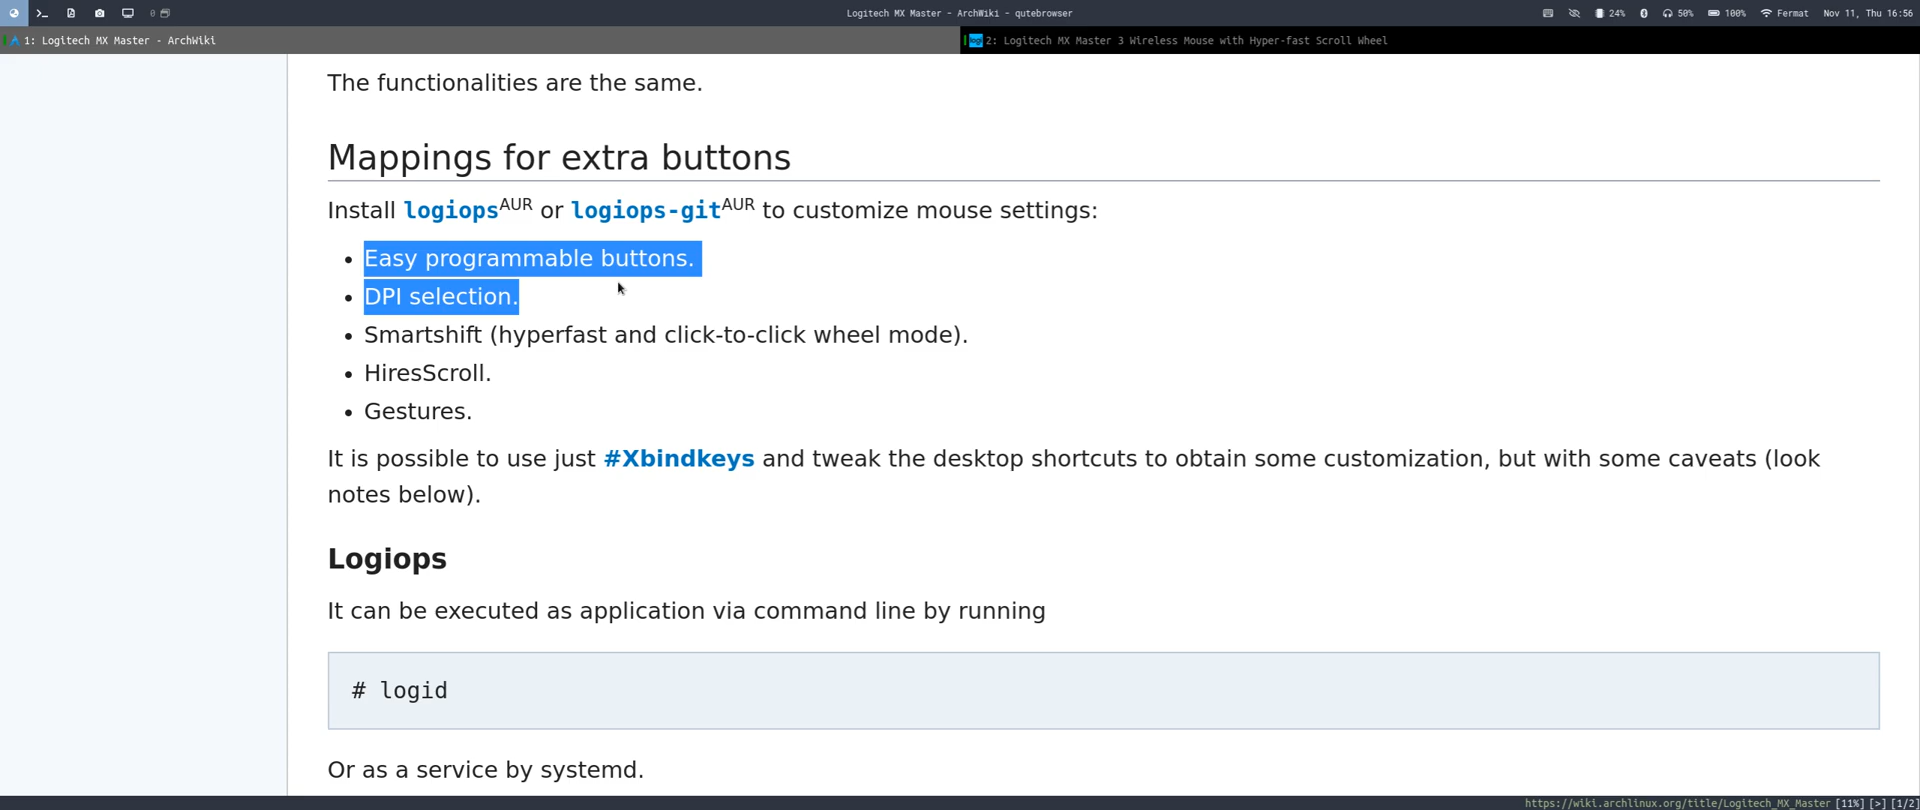 0
Logitech MX Master - ArchWiki - qutebrowser
24% 50% 100% Fermat Nov 11, Thu 16:56
1: Logitech MX Master - ArchWiki
logi 2: Logitech MX Master 3 Wireless Mouse with Hyper-fast Scroll Wheel
The functionalities are the same.
Mappings for extra buttons
Install logiopsAUR or logiops-gitAUR to customize mouse settings:
• Easy programmable buttons.
• DPI selection.
• Smartshift (hyperfast and click-to-click wheel mode).
• HiresScroll.
• Gestures.
It is possible to use just #Xbindkeys and tweak the desktop shortcuts to obtain some customization, but with some caveats (look
notes below).
Logiops
It can be executed as application via command line by running
# logid
Or as a service by systemd.
https://wiki.archlinux.org/title/Logitech_MX_Master [11%] [>] [1/2]